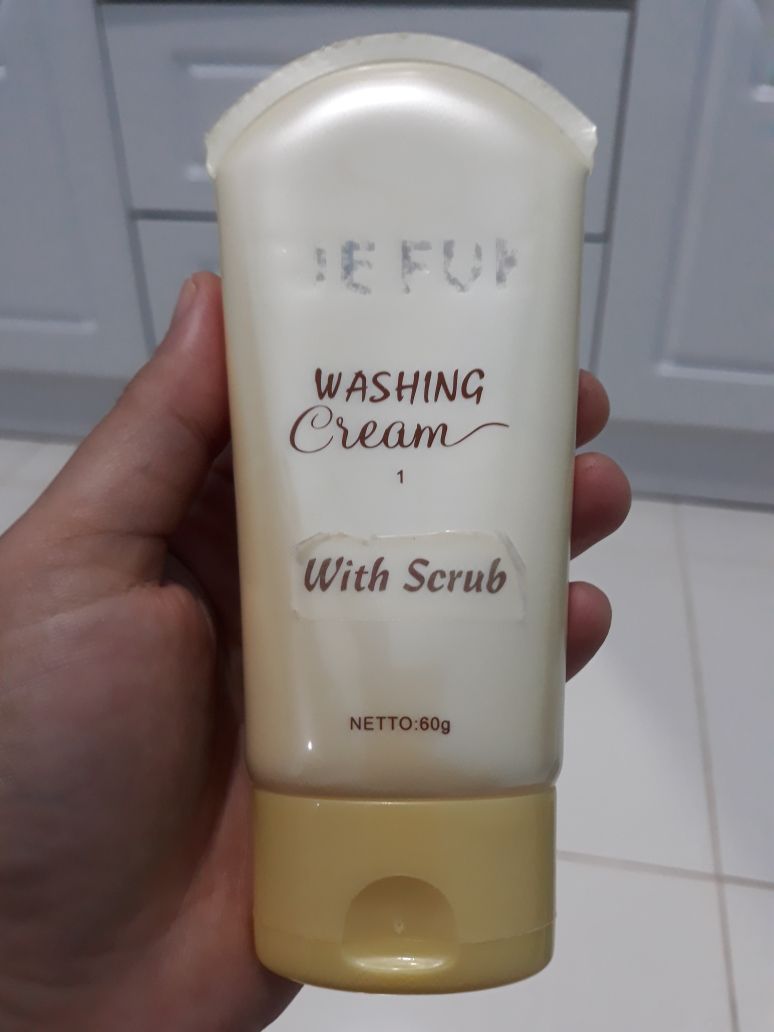 WASHING
Cream
1
With Scrub
NETTO:60g